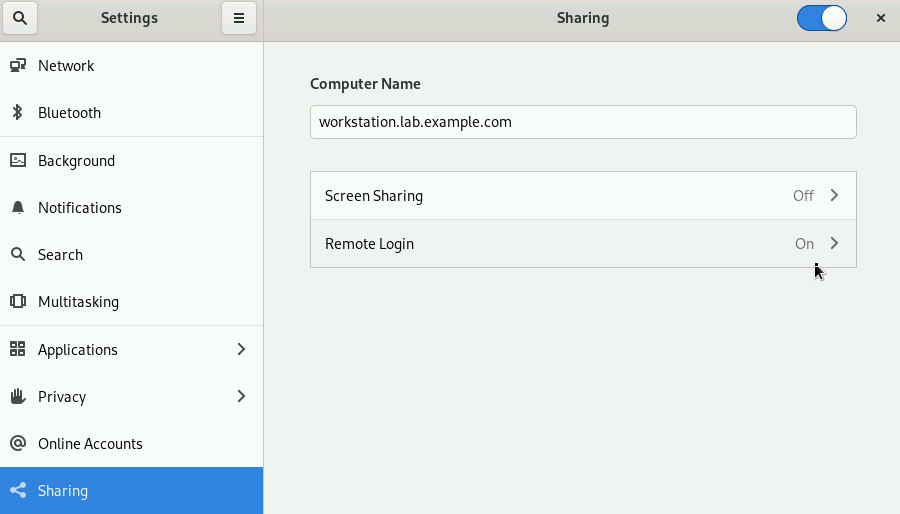 Settings
Sharing
Network
Bluetooth
Background
Notifications
Search
Multitasking
Applications
Privacy
Online Accounts
Sharing
Computer Name
workstation.lab.example.com
Screen Sharing Off
Remote Login On